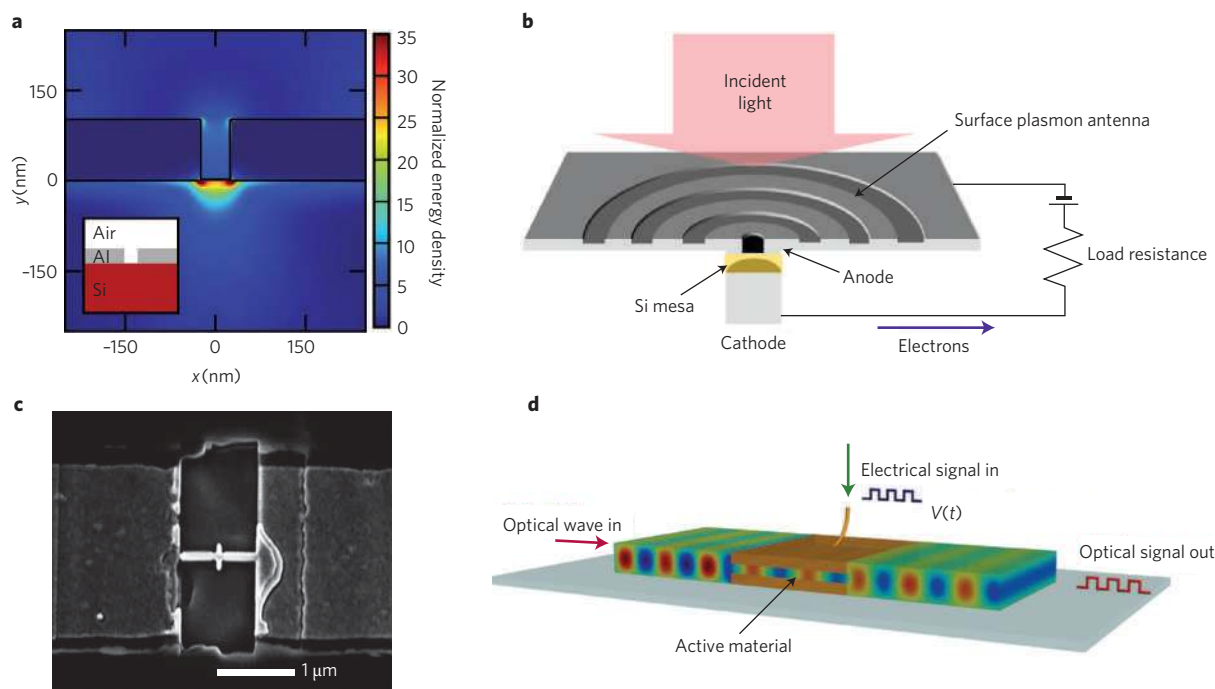 a
150
0
-150
y (nm)
-150
0
150
x (nm)
Air
Al
Si
35
30
25
20
15
10
5
0
Normalized energy density
b
Incident
light
Surface plasmon antenna
Anode
Load resistance
Si mesa
Cathode
Electrons
c
1 µm
d
Electrical signal in
V(t)
Optical wave in
Optical signal out
Active material